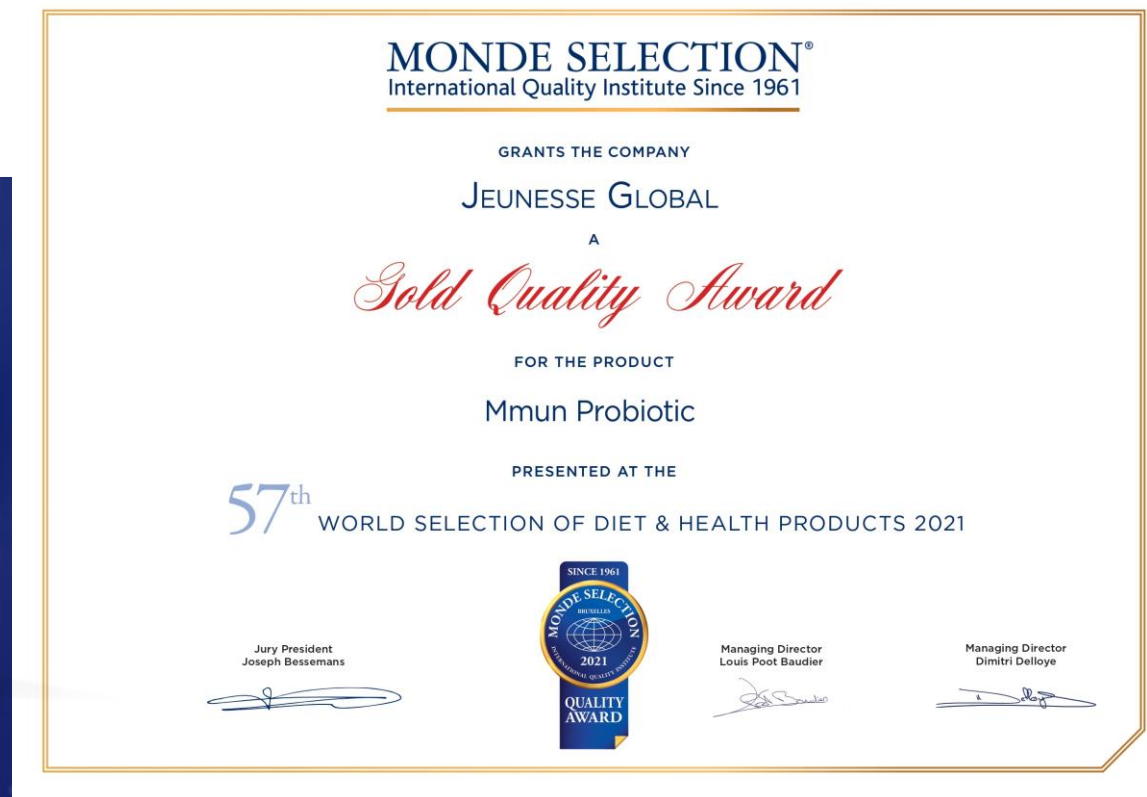 MONDE SELECTION®
International Quality Institute Since 1961
GRANTS THE COMPANY
JEUNESSE GLOBAL
A
Gold Quality Award
FOR THE PRODUCT
Mmun Probiotic
PRESENTED AT THE
57th WORLD SELECTION OF DIET & HEALTH PRODUCTS 2021
SINCE 1961
MONDE SELECTION
BRUXELLES
2021
INTERNATIONAL QUALITY INSTITUTE
QUALITY
AWARD
Jury President
Joseph Bessemans
Managing Director
Louis Poot Baudier
Managing Director
Dimitri Delloye